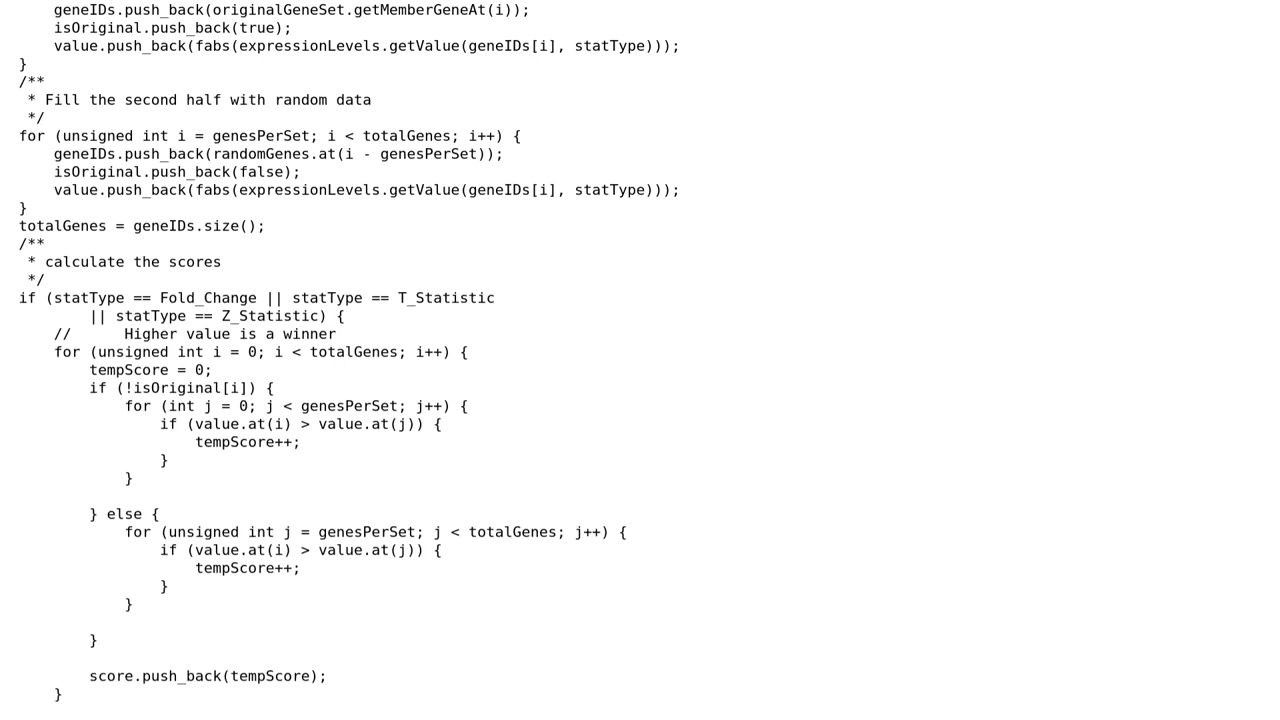 geneIDs.push_back(originalGeneSet.getMemberGeneAt(i));
    isOriginal.push_back(true);
    value.push_back(fabs(expressionLevels.getValue(geneIDs[i], statType)));
}
/**
 * Fill the second half with random data
 */
for (unsigned int i = genesPerSet; i < totalGenes; i++) {
    geneIDs.push_back(randomGenes.at(i - genesPerSet));
    isOriginal.push_back(false);
    value.push_back(fabs(expressionLevels.getValue(geneIDs[i], statType)));
}
totalGenes = geneIDs.size();
/**
 * calculate the scores
 */
if (statType == Fold_Change || statType == T_Statistic
        || statType == Z_Statistic) {
    //      Higher value is a winner
    for (unsigned int i = 0; i < totalGenes; i++) {
        tempScore = 0;
        if (!isOriginal[i]) {
            for (int j = 0; j < genesPerSet; j++) {
                if (value.at(i) > value.at(j)) {
                    tempScore++;
                }
            }

        } else {
            for (unsigned int j = genesPerSet; j < totalGenes; j++) {
                if (value.at(i) > value.at(j)) {
                    tempScore++;
                }
            }

        }

        score.push_back(tempScore);
    }